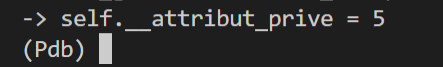 -> self.__attribut_prive = 5
(Pdb)